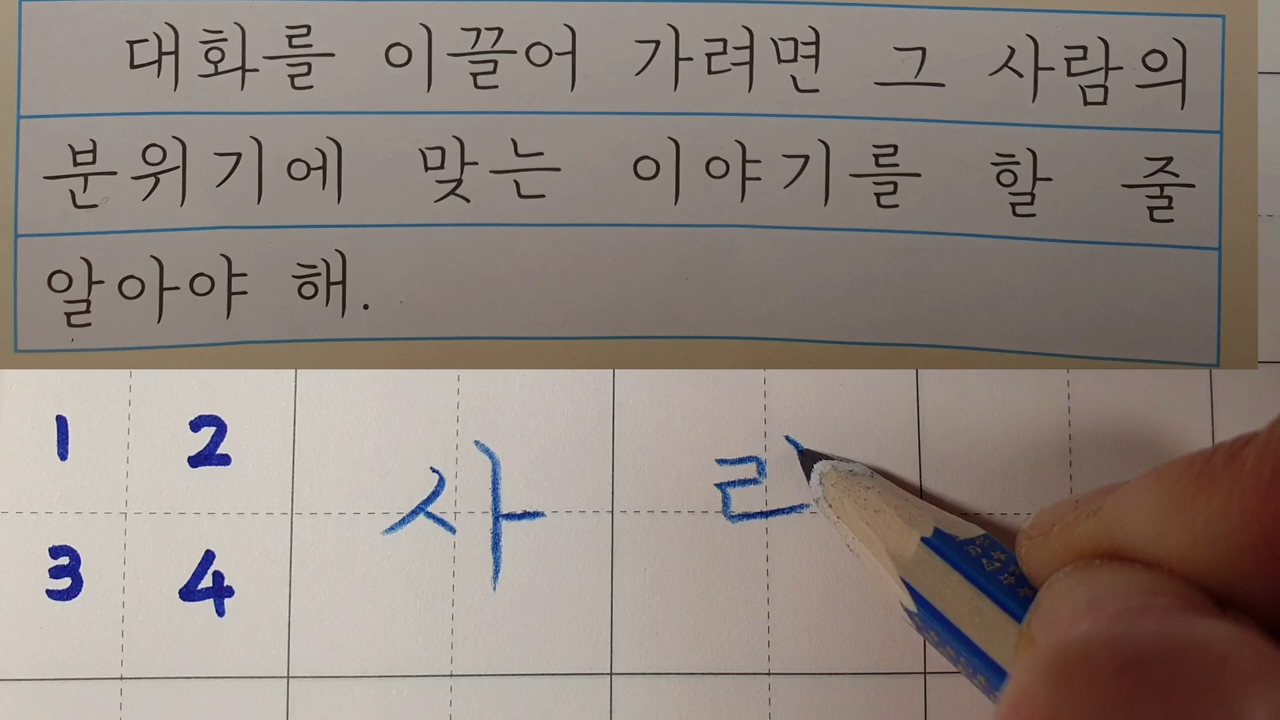 대화를 이끌어 가려면 그 사람의
분위기에 맞는 이야기를 할 줄
알아야 해.
1 2
3 4
사 ㄹ